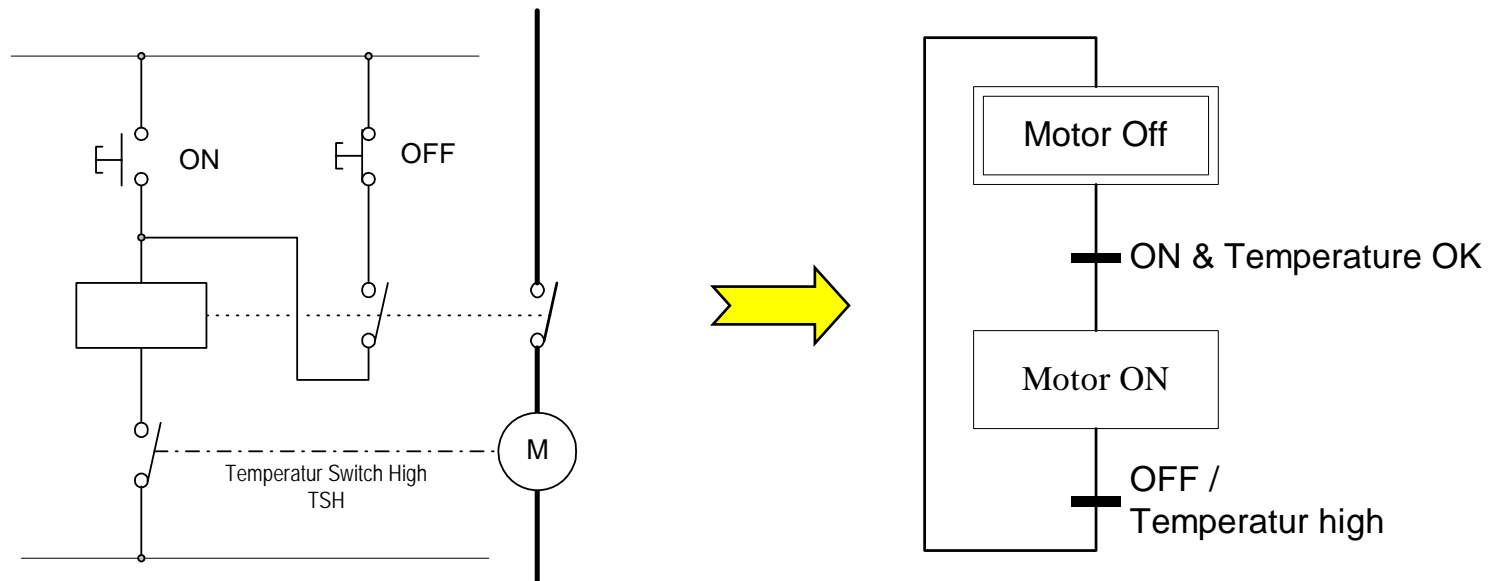 ON
OFF
Temperatur Switch High
TSH
M
Motor Off
ON & Temperature OK
Motor ON
OFF /
Temperatur high